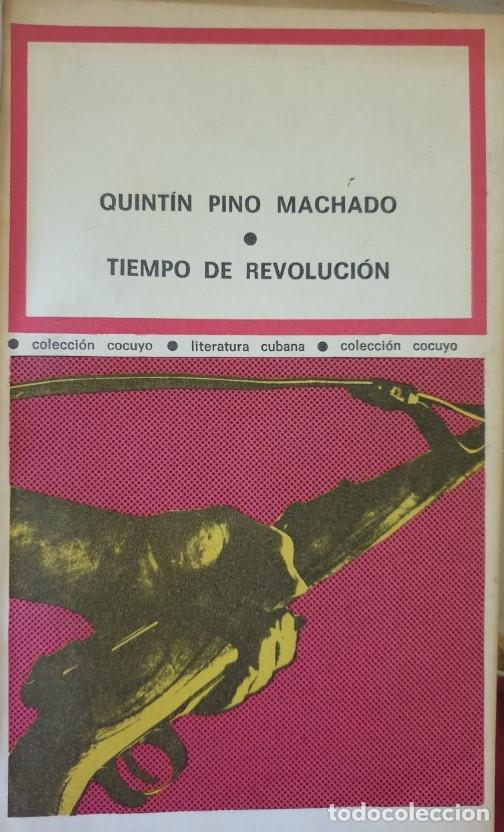 QUINTÍN PINO MACHADO
●
TIEMPO DE REVOLUCIÓN
● colección cocuyo ● literatura cubana ● colección cocuyo
todocoleccion